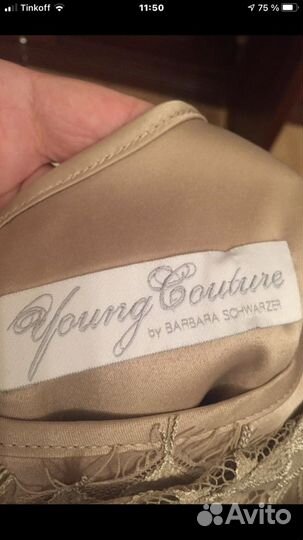 Tinkoff 11:50 75 %
Young Couture
by BARBARA SCHWARZER
Avito